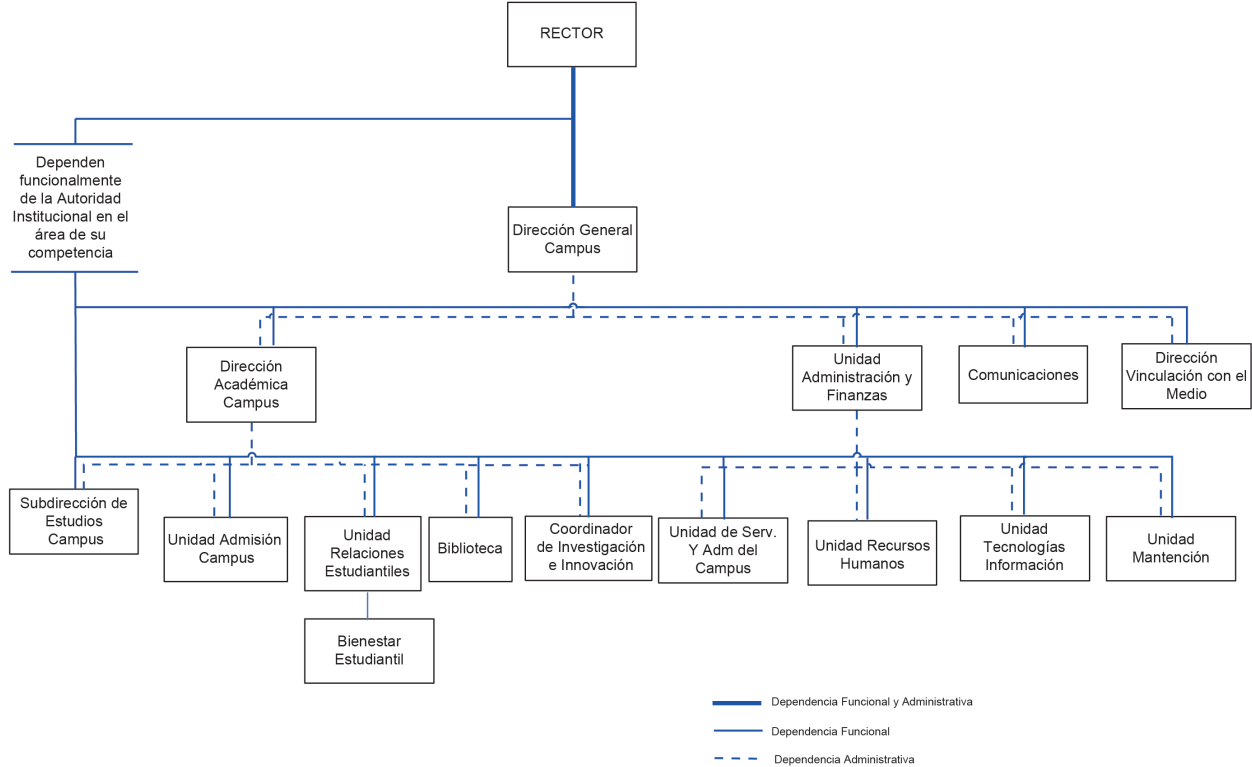 RECTOR
Dependen
funcionalmente
de la Autoridad
Institucional en el
área de su
competencia
Dirección General
Campus
Dirección
Académica
Campus
Unidad
Administración y
Finanzas
Comunicaciones
Dirección
Vinculación con el
Medio
Subdirección de
Estudios
Campus
Unidad Admisión
Campus
Unidad
Relaciones
Estudiantiles
Biblioteca
Coordinador
de Investigación
e Innovación
Unidad de Serv.
Y Adm del
Campus
Unidad Recursos
Humanos
Unidad
Tecnologías
Información
Unidad
Mantención
Bienestar
Estudiantil
Dependencia Funcional y Administrativa
Dependencia Funcional
Dependencia Administrativa